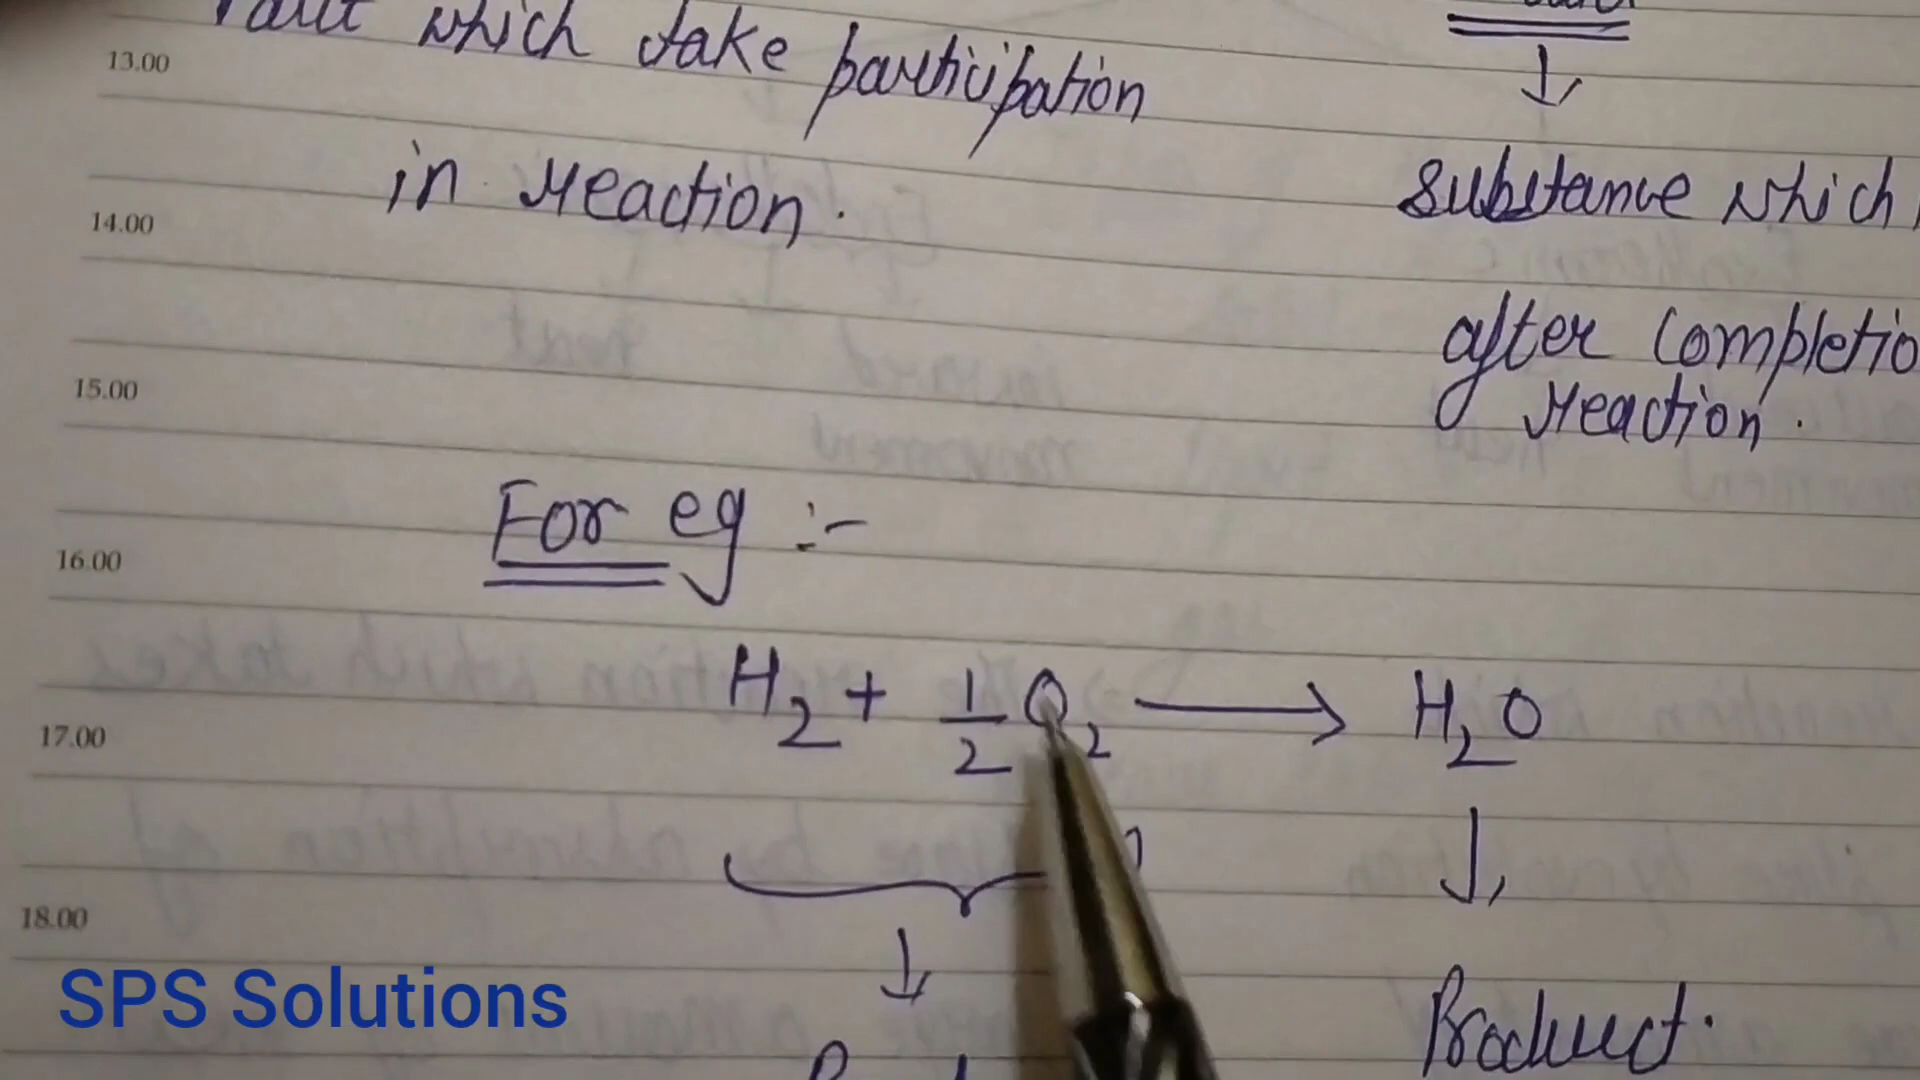 which take participation
13.00
in reaction.
substance which
14.00
after completio
15.00
reaction.
For eg :-
16.00
H₂ + 1/2 O₂ → H₂O
17.00
18.00
SPS Solutions
Product.